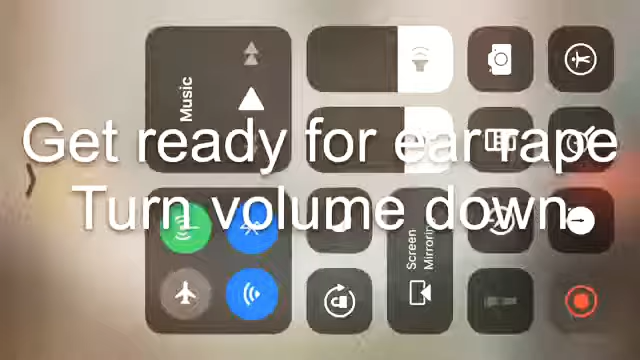 Get ready for ear rape
Turn volume down
Music
Screen
Mirroring